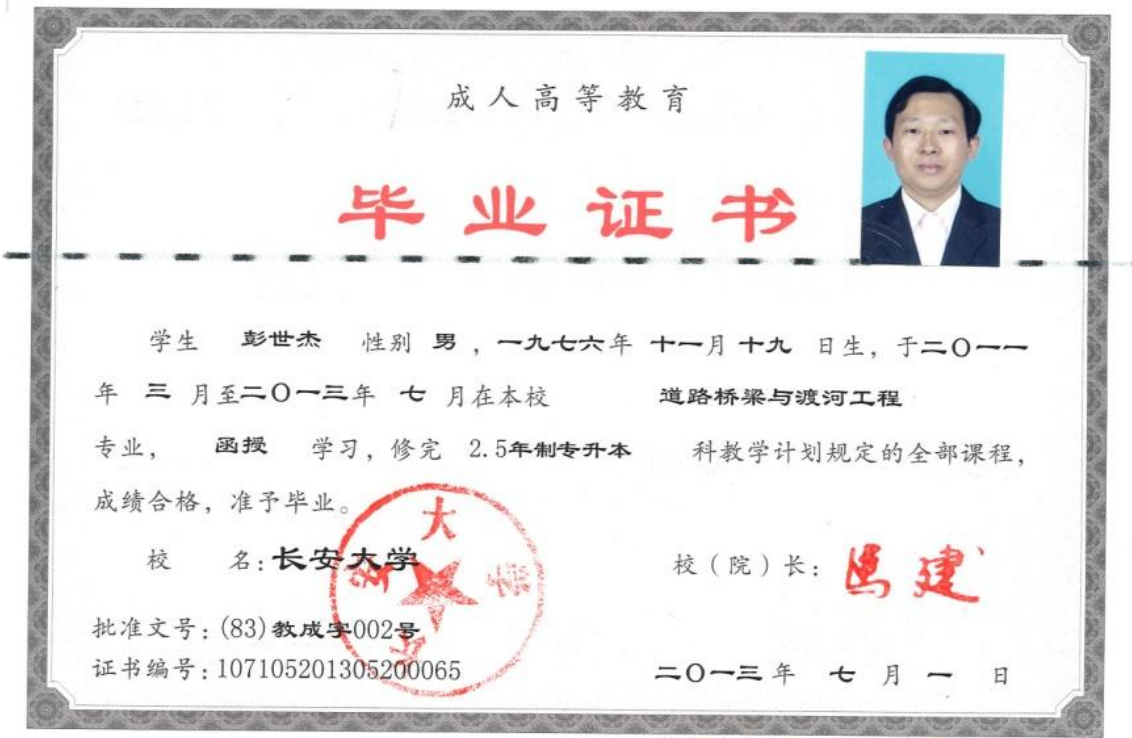 成人高等教育
毕业证书
学生 彭世杰 性别 男，一九七六年 十一月 十九 日生，于二〇一一
年 三 月至二〇一三年 七 月在本校 道路桥梁与渡河工程
专业， 函授 学习，修完 2.5年制专升本 科教学计划规定的全部课程，
成绩合格，准予毕业。
校 名：长安大学
校（院）长：
批准文号：(83)教成字002号
证书编号：107105201305200065
二〇一三年 七 月 一 日
长安大学